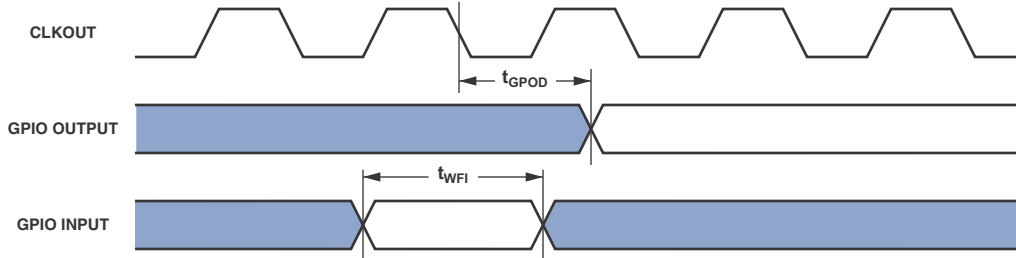 CLKOUT
tGPOD
GPIO OUTPUT
tWFI
GPIO INPUT